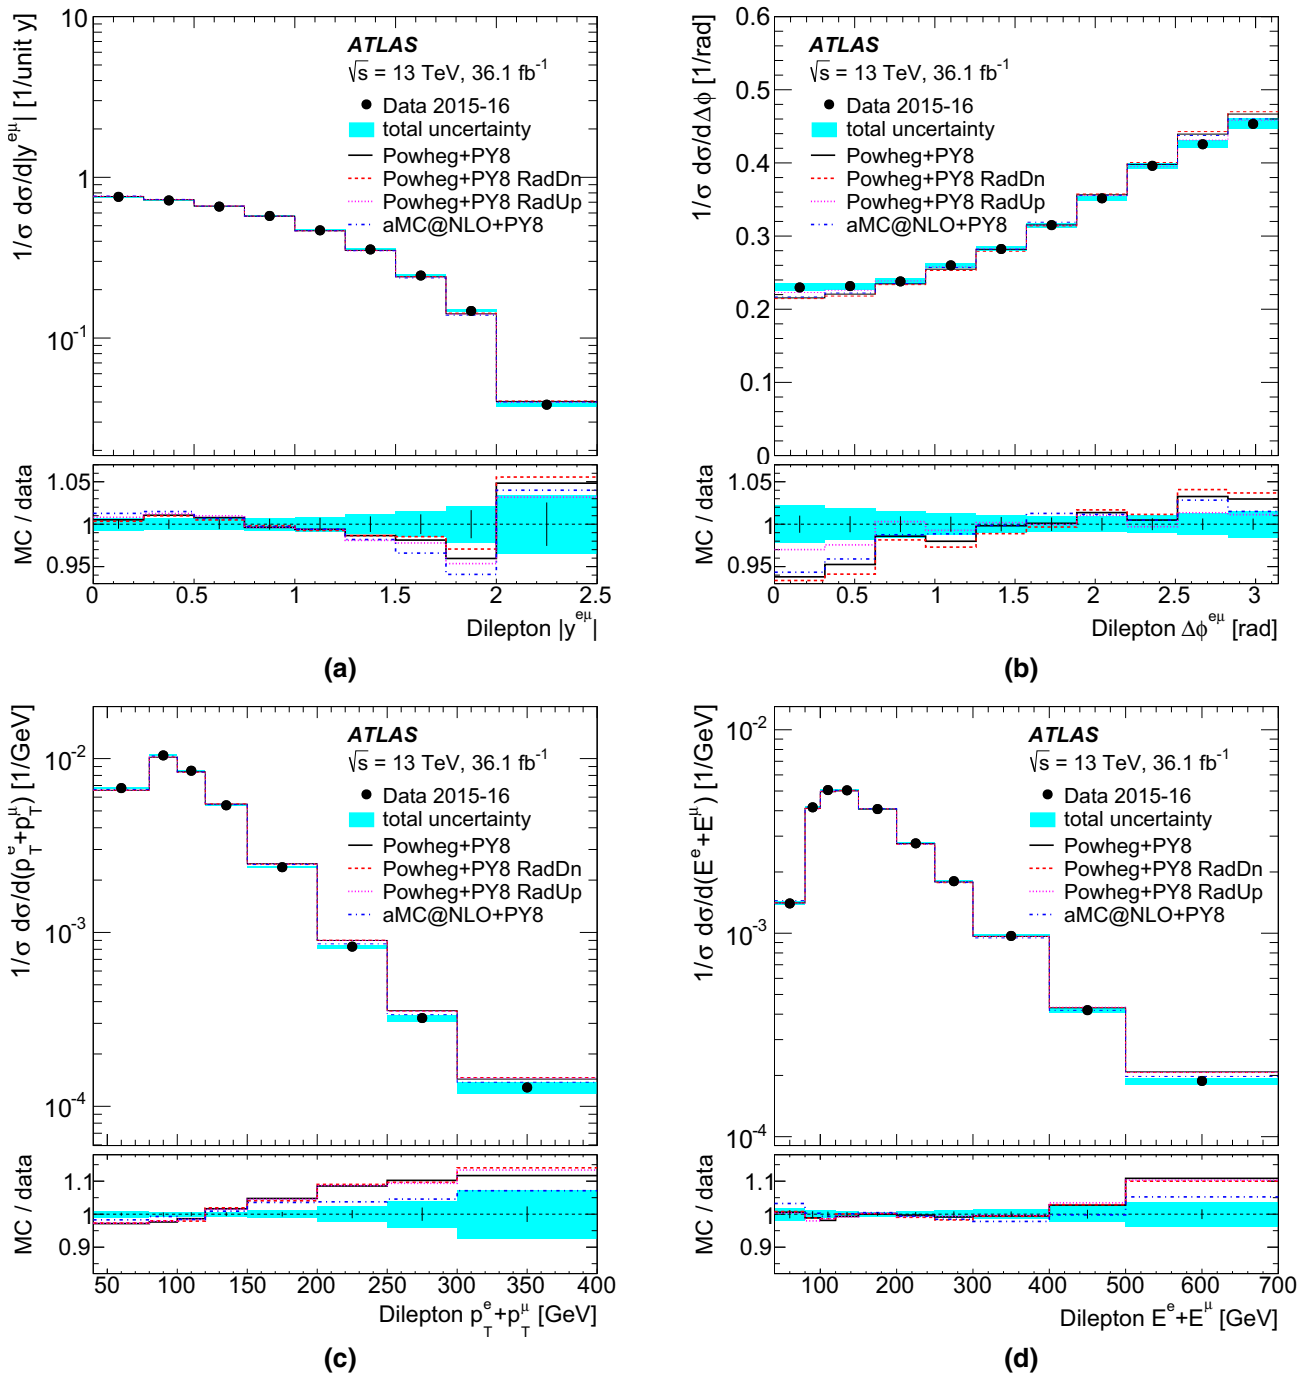 10
1
10^-1
1/σ dσ/d|y^eμ| [1/unit y]
ATLAS
√s = 13 TeV, 36.1 fb^-1
Data 2015-16
total uncertainty
Powheg+PY8
Powheg+PY8 RadDn
Powheg+PY8 RadUp
aMC@NLO+PY8
MC / data
1.05
1
0.95
0 0.5 1 1.5 2 2.5
Dilepton |y^eμ|
(a)
0.6
0.5
0.4
0.3
0.2
0.1
0
1/σ dσ/dΔϕ [1/rad]
ATLAS
√s = 13 TeV, 36.1 fb^-1
Data 2015-16
total uncertainty
Powheg+PY8
Powheg+PY8 RadDn
Powheg+PY8 RadUp
aMC@NLO+PY8
MC / data
1.05
1
0.95
0 0.5 1 1.5 2 2.5 3
Dilepton Δϕ^eμ [rad]
(b)
10^-2
10^-3
10^-4
1/σ dσ/d(p_T^e+p_T^μ) [1/GeV]
ATLAS
√s = 13 TeV, 36.1 fb^-1
Data 2015-16
total uncertainty
Powheg+PY8
Powheg+PY8 RadDn
Powheg+PY8 RadUp
aMC@NLO+PY8
MC / data
1.1
1
0.9
50 100 150 200 250 300 350 400
Dilepton p_T^e+p_T^μ [GeV]
(c)
10^-2
10^-3
10^-4
1/σ dσ/d(E^e+E^μ) [1/GeV]
ATLAS
√s = 13 TeV, 36.1 fb^-1
Data 2015-16
total uncertainty
Powheg+PY8
Powheg+PY8 RadDn
Powheg+PY8 RadUp
aMC@NLO+PY8
MC / data
1.1
1
0.9
100 200 300 400 500 600 700
Dilepton E^e+E^μ [GeV]
(d)